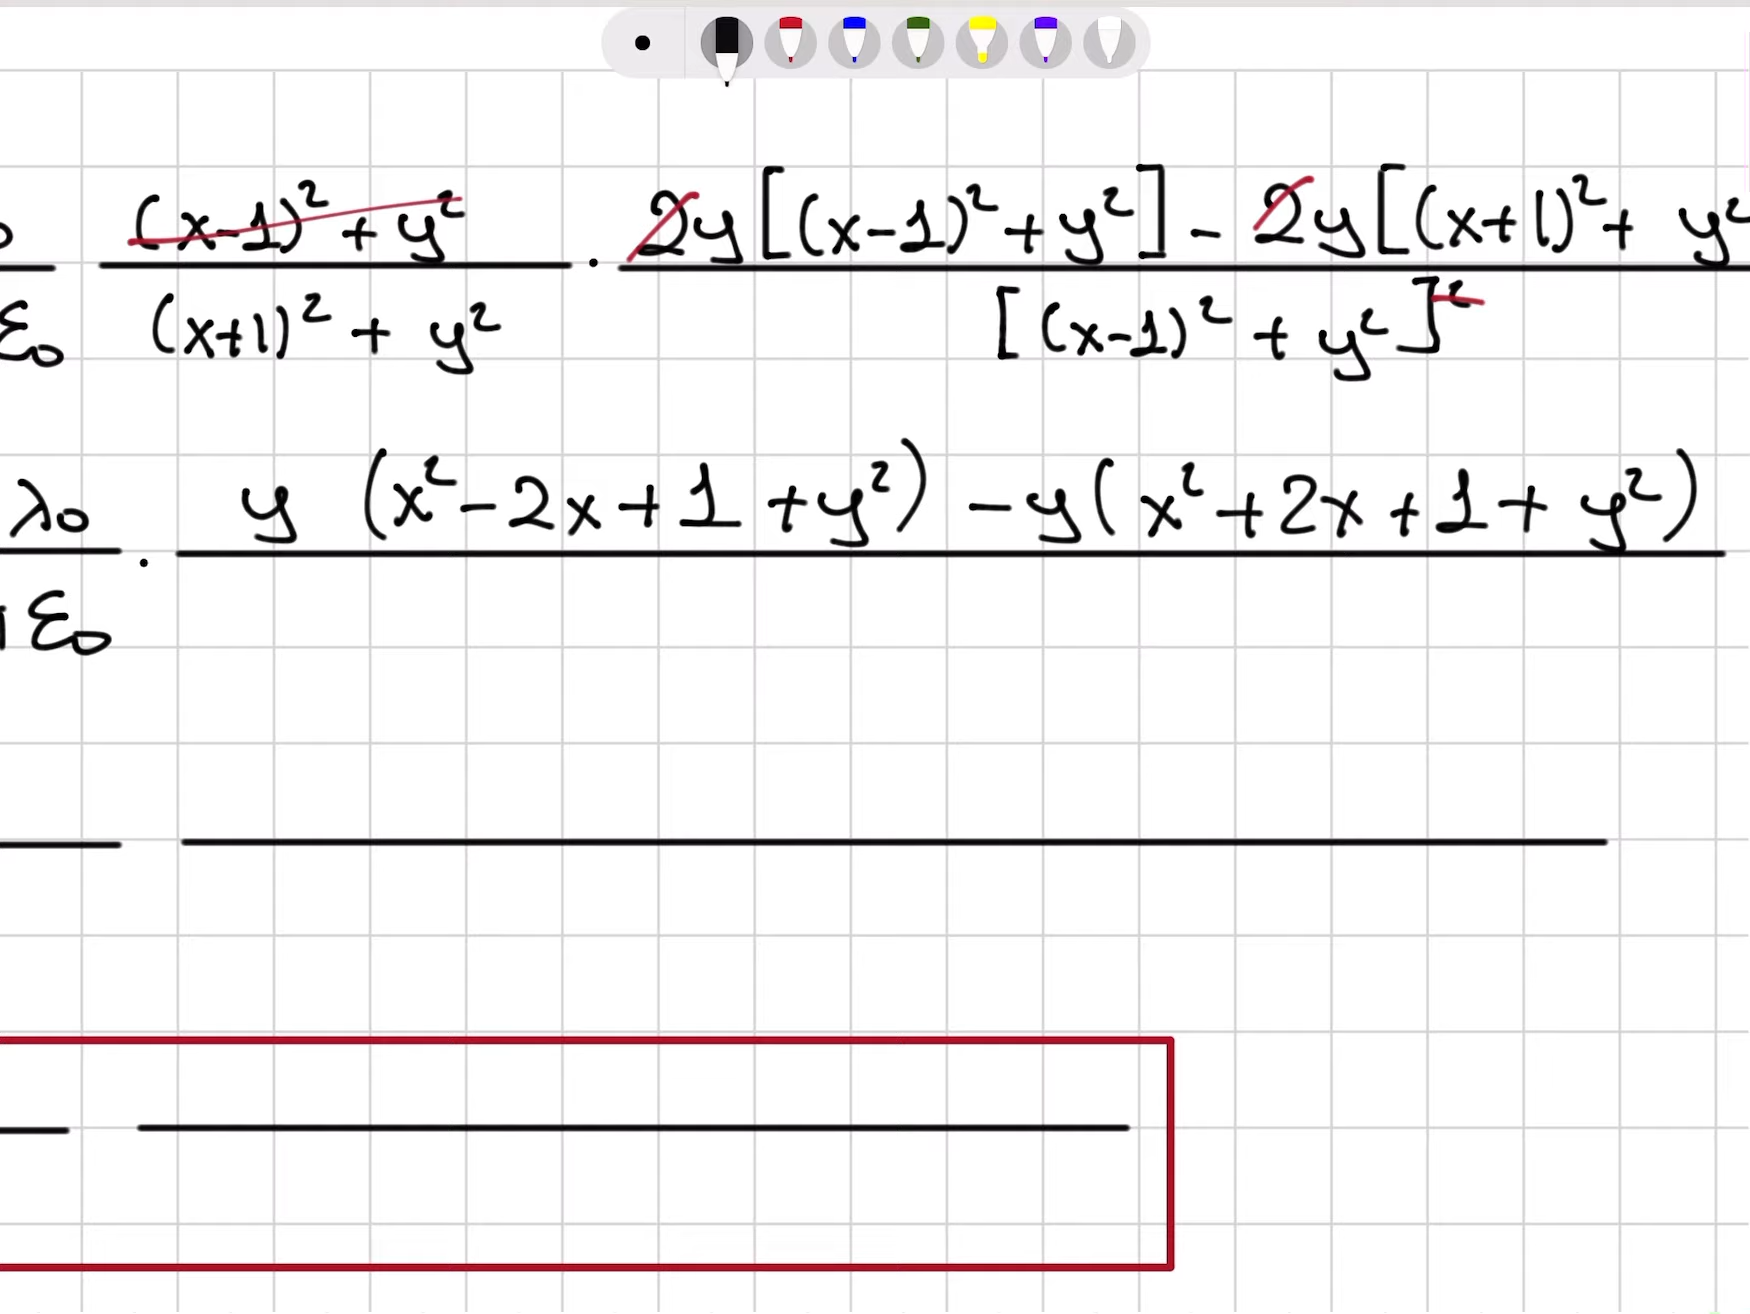 (x-1)² + y² · 2y[(x-1)²+y²] - 2y[(x+1)²+ y²
ε₀ (x+1)² + y² [(x-1)² + y²]²
λ₀ · y (x²-2x+1+y²) -y(x²+2x+1+ y²)
ε₀